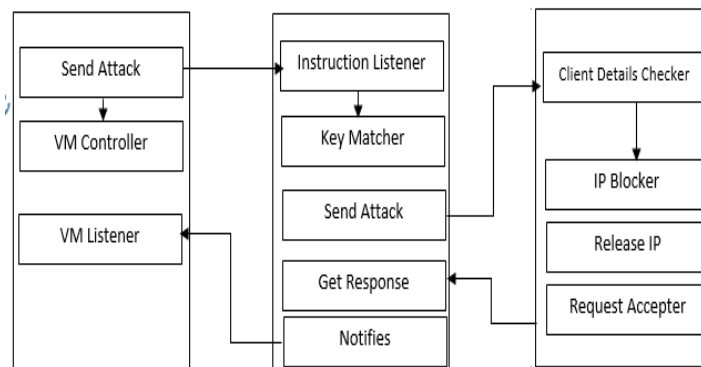 Send Attack
VM Controller
VM Listener
Instruction Listener
Key Matcher
Send Attack
Get Response
Notifies
Client Details Checker
IP Blocker
Release IP
Request Accepter